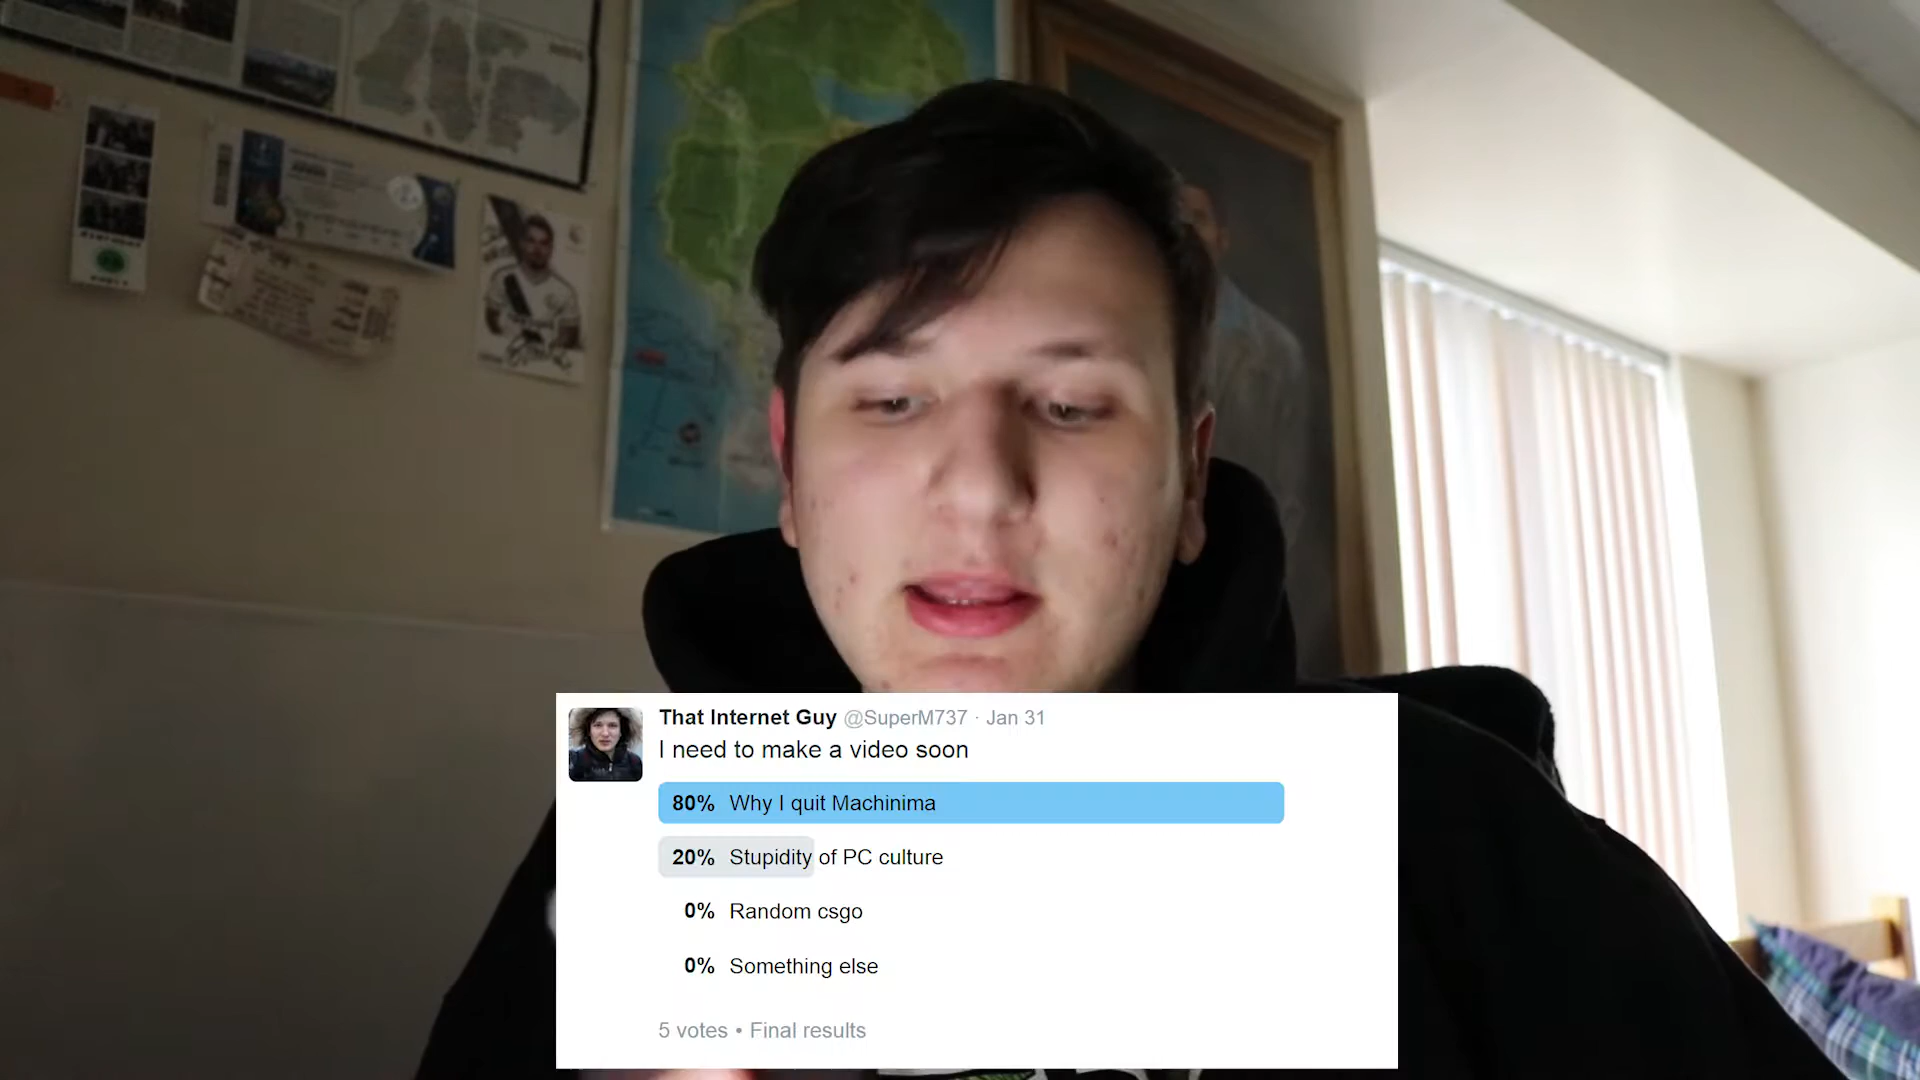 That Internet Guy @SuperM737 · Jan 31
I need to make a video soon
80% Why I quit Machinima
20% Stupidity of PC culture
0% Random csgo
0% Something else
5 votes • Final results